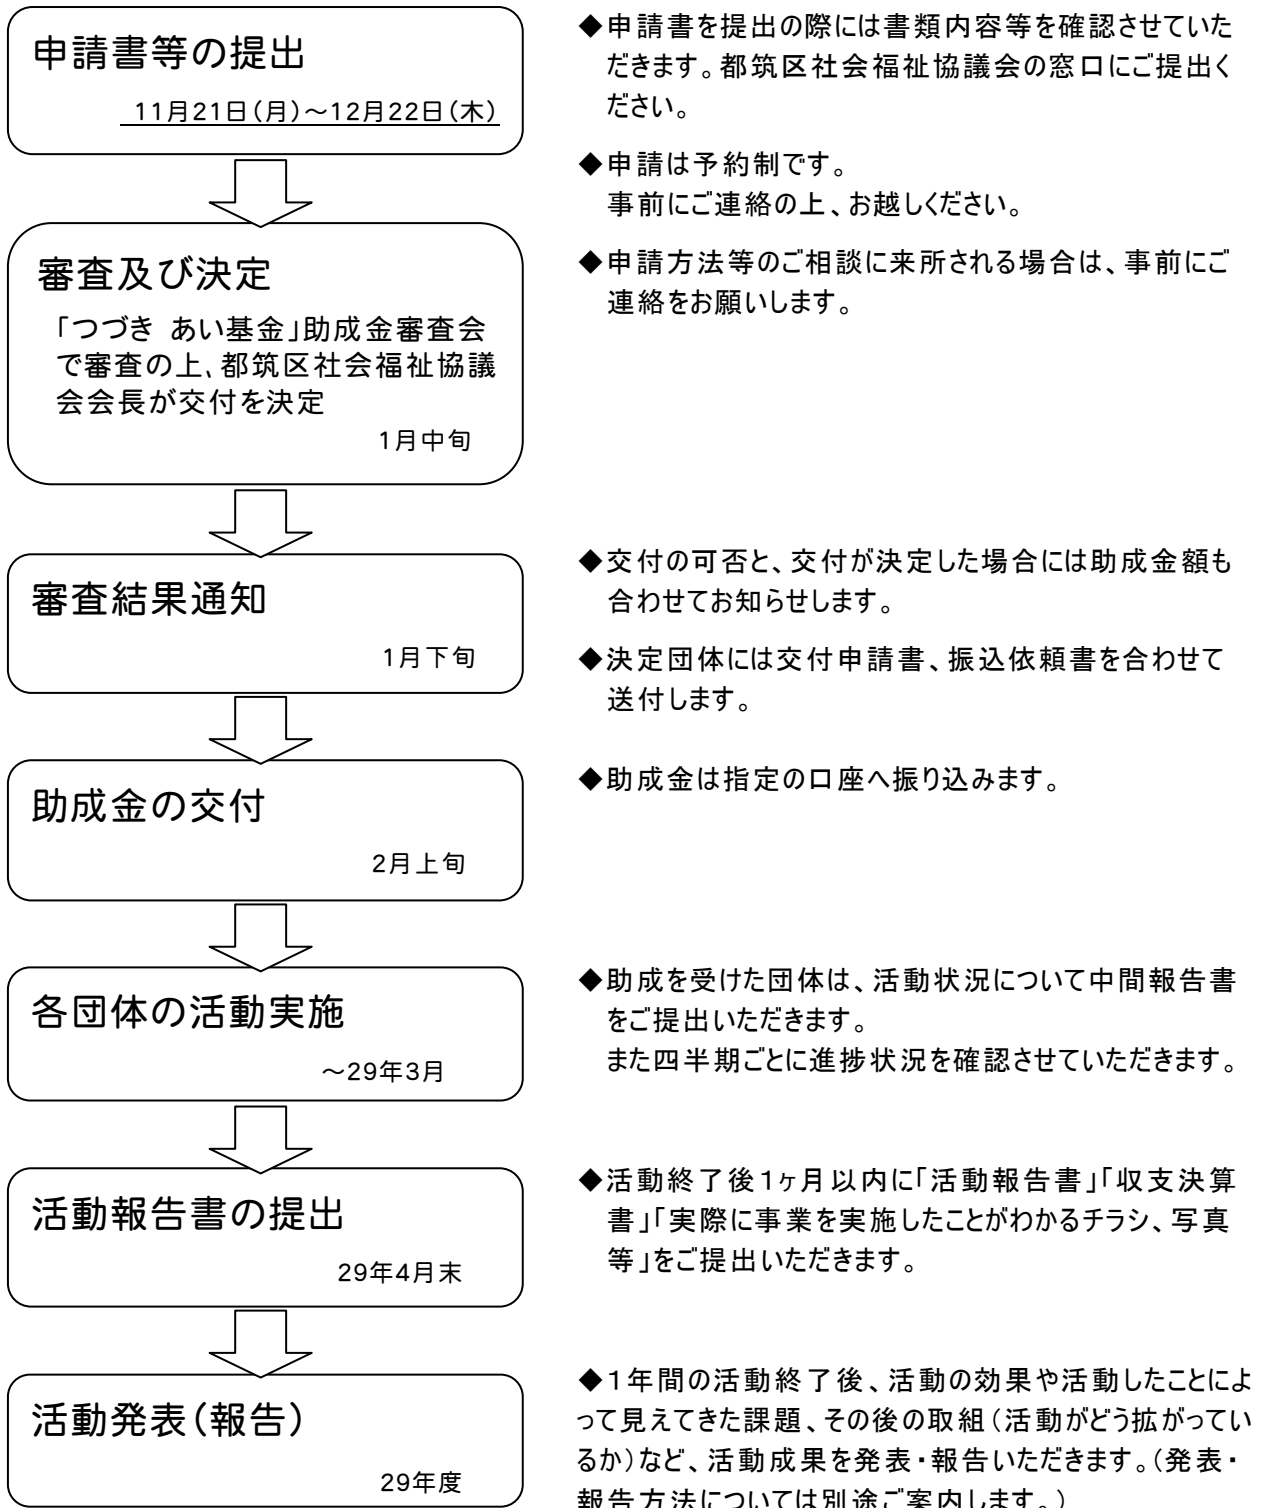 申請書等の提出
11月21日(月)～12月22日(木)
◆申請書を提出の際には書類内容等を確認させていた
だきます。都筑区社会福祉協議会の窓口にご提出く
ださい。
◆申請は予約制です。
事前にご連絡の上、お越しください。
◆申請方法等のご相談に来所される場合は、事前にご
連絡をお願いします。
審査及び決定
「つづき あい基金」助成金審査会
で審査の上、都筑区社会福祉協議
会会長が交付を決定
1月中旬
審査結果通知
1月下旬
◆交付の可否と、交付が決定した場合には助成金額も
合わせてお知らせします。
◆決定団体には交付申請書、振込依頼書を合わせて
送付します。
助成金の交付
2月上旬
◆助成金は指定の口座へ振り込みます。
各団体の活動実施
～29年3月
◆助成を受けた団体は、活動状況について中間報告書
をご提出いただきます。
また四半期ごとに進捗状況を確認させていただきます。
活動報告書の提出
29年4月末
◆活動終了後1ヶ月以内に「活動報告書」「収支決算
書」「実際に事業を実施したことがわかるチラシ、写真
等」をご提出いただきます。
活動発表(報告)
29年度
◆1年間の活動終了後、活動の効果や活動したことによ
って見えてきた課題、その後の取組(活動がどう拡がってい
るか)など、活動成果を発表・報告いただきます。(発表・
報告方法については別途ご案内します。)